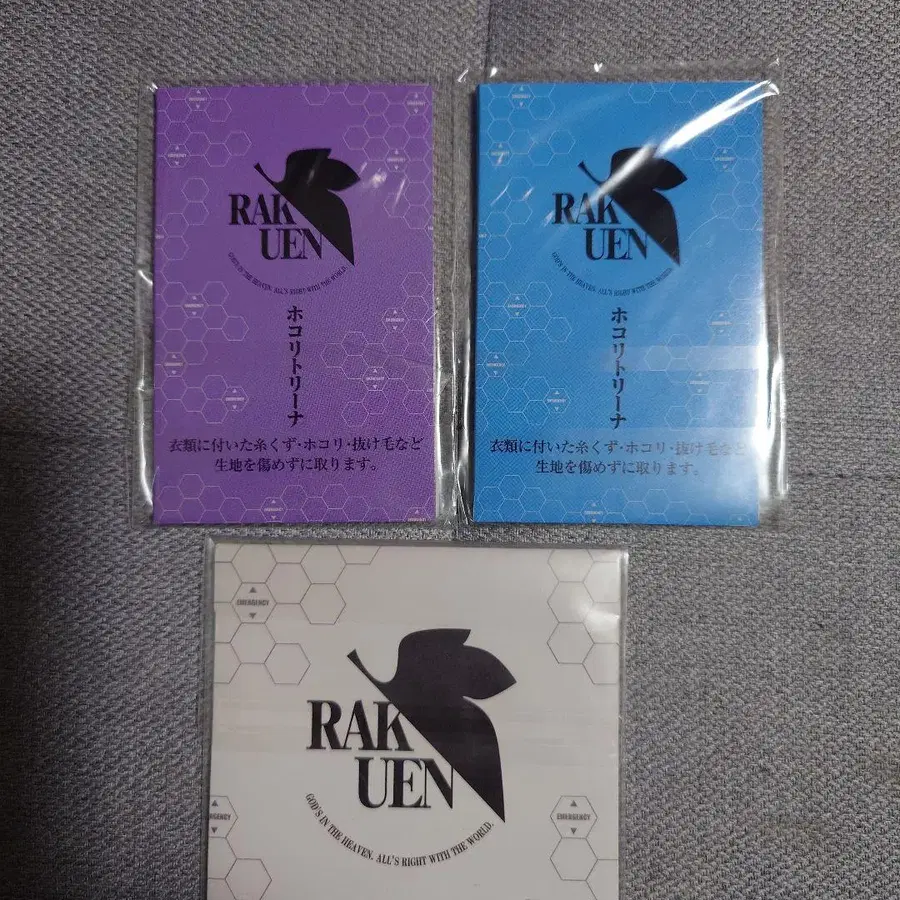 RAK
UEN
GOD'S IN THE HEAVEN. ALL'S RIGHT WITH THE WORLD.
ホコリトリーナ
衣類に付いた糸くず・ホコリ・抜け毛など
生地を傷めずに取ります。
RAK
UEN
GOD'S IN THE HEAVEN. ALL'S RIGHT WITH THE WORLD.
ホコリトリーナ
衣類に付いた糸くず・ホコリ・抜け毛など
生地を傷めずに取ります。
EMERGENCY
RAK
UEN
GOD'S IN THE HEAVEN. ALL'S RIGHT WITH THE WORLD.
EMERGENCY